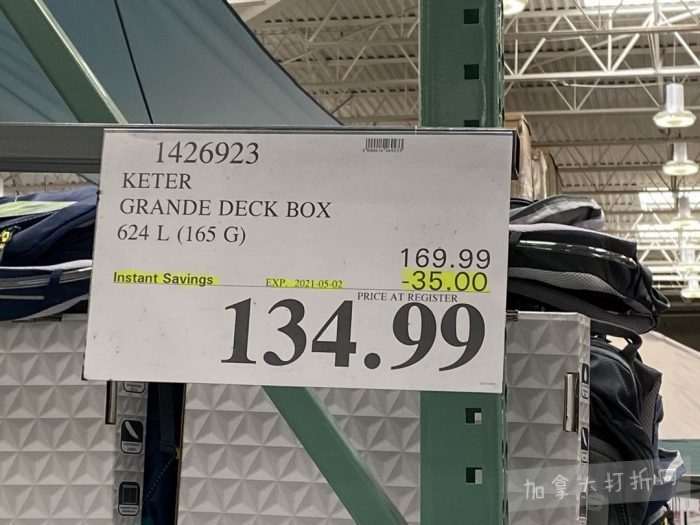 1426923
KETER
GRANDE DECK BOX
624 L (165 G)
169.99
Instant Savings EXP. 2021-05-02 -35.00
PRICE AT REGISTER
134.99
加拿大打折网